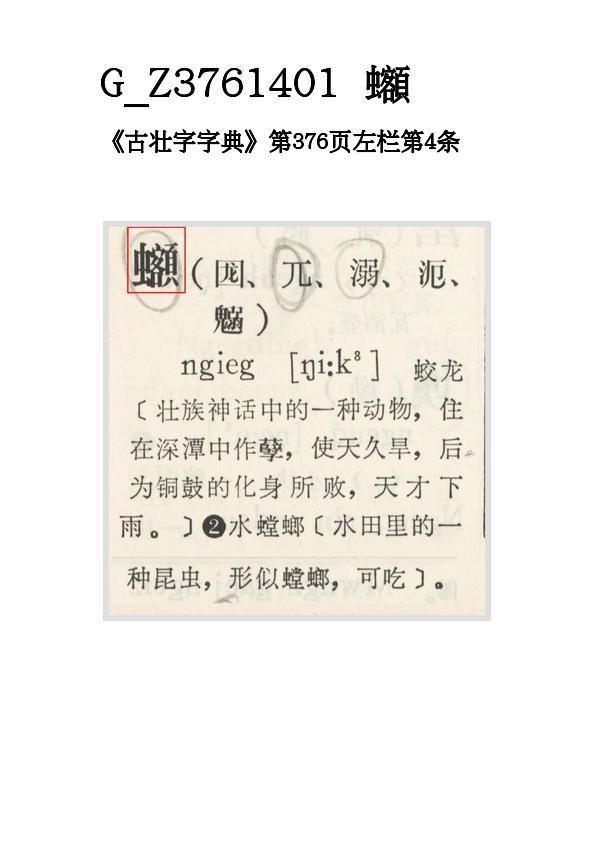 G_Z3761401
《古壮字字典》第376页左栏第4条
(、、溺、、
)
ngieg [ŋi:k⁸] 蛟龙
〔壮族神话中的一种动物，住
在深潭中作孽，使天久旱，后
为铜鼓的化身所败，天才下
雨。〕❷水螳螂〔水田里的一
种昆虫，形似螳螂，可吃〕。